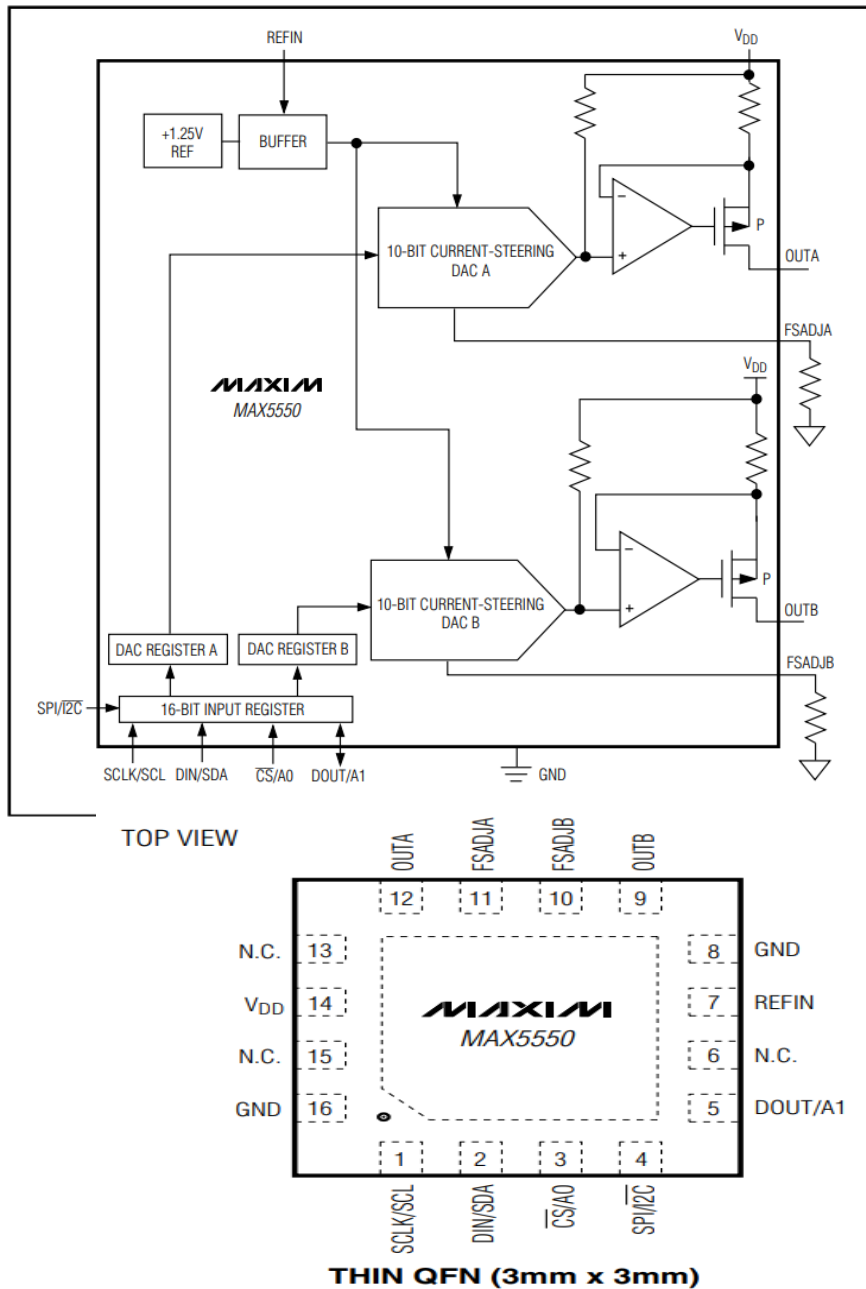 REFIN
VDD
+1.25V
REF
BUFFER
10-BIT CURRENT-STEERING
DAC A
P
OUTA
FSADJA
VDD
MAXIM
MAX5550
10-BIT CURRENT-STEERING
DAC B
P
OUTB
FSADJB
DAC REGISTER A
DAC REGISTER B
SPI/I2C
16-BIT INPUT REGISTER
SCLK/SCL
DIN/SDA
CS/A0
DOUT/A1
GND
TOP VIEW
OUTA
FSADJA
FSADJB
OUTB
12
11
10
9
N.C.
13
8
GND
VDD
14
7
REFIN
MAXIM
MAX5550
N.C.
15
6
N.C.
GND
16
5
DOUT/A1
1
2
3
4
SCLK/SCL
DIN/SDA
CS/A0
SPI/I2C
THIN QFN (3mm x 3mm)